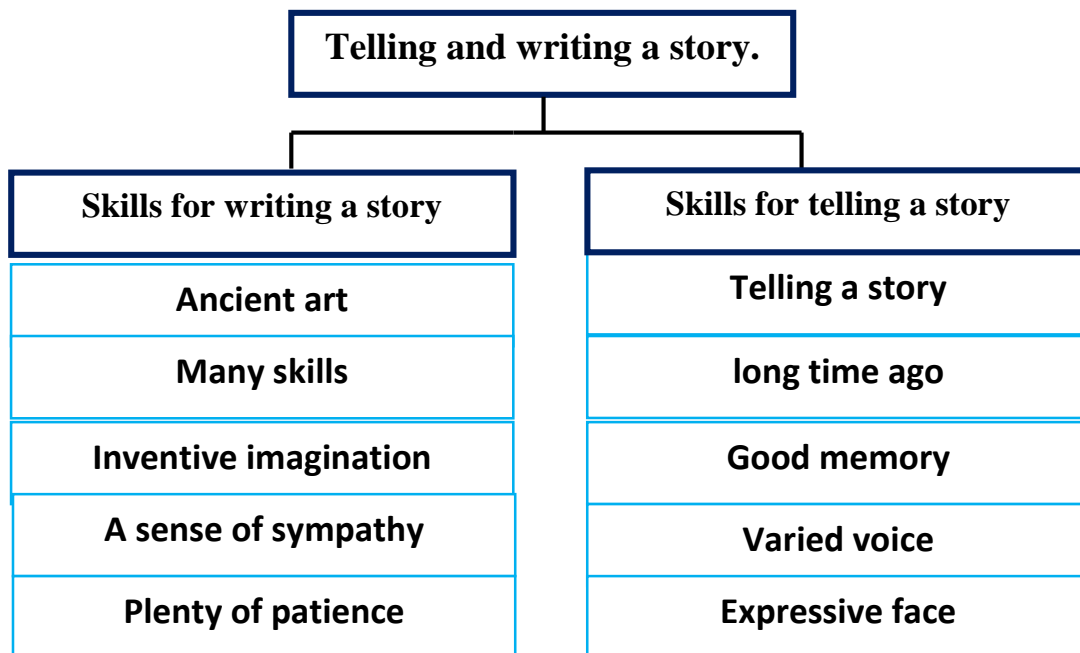 Telling and writing a story.
Skills for writing a story
Ancient art
Many skills
Inventive imagination
A sense of sympathy
Plenty of patience
Skills for telling a story
Telling a story
long time ago
Good memory
Varied voice
Expressive face